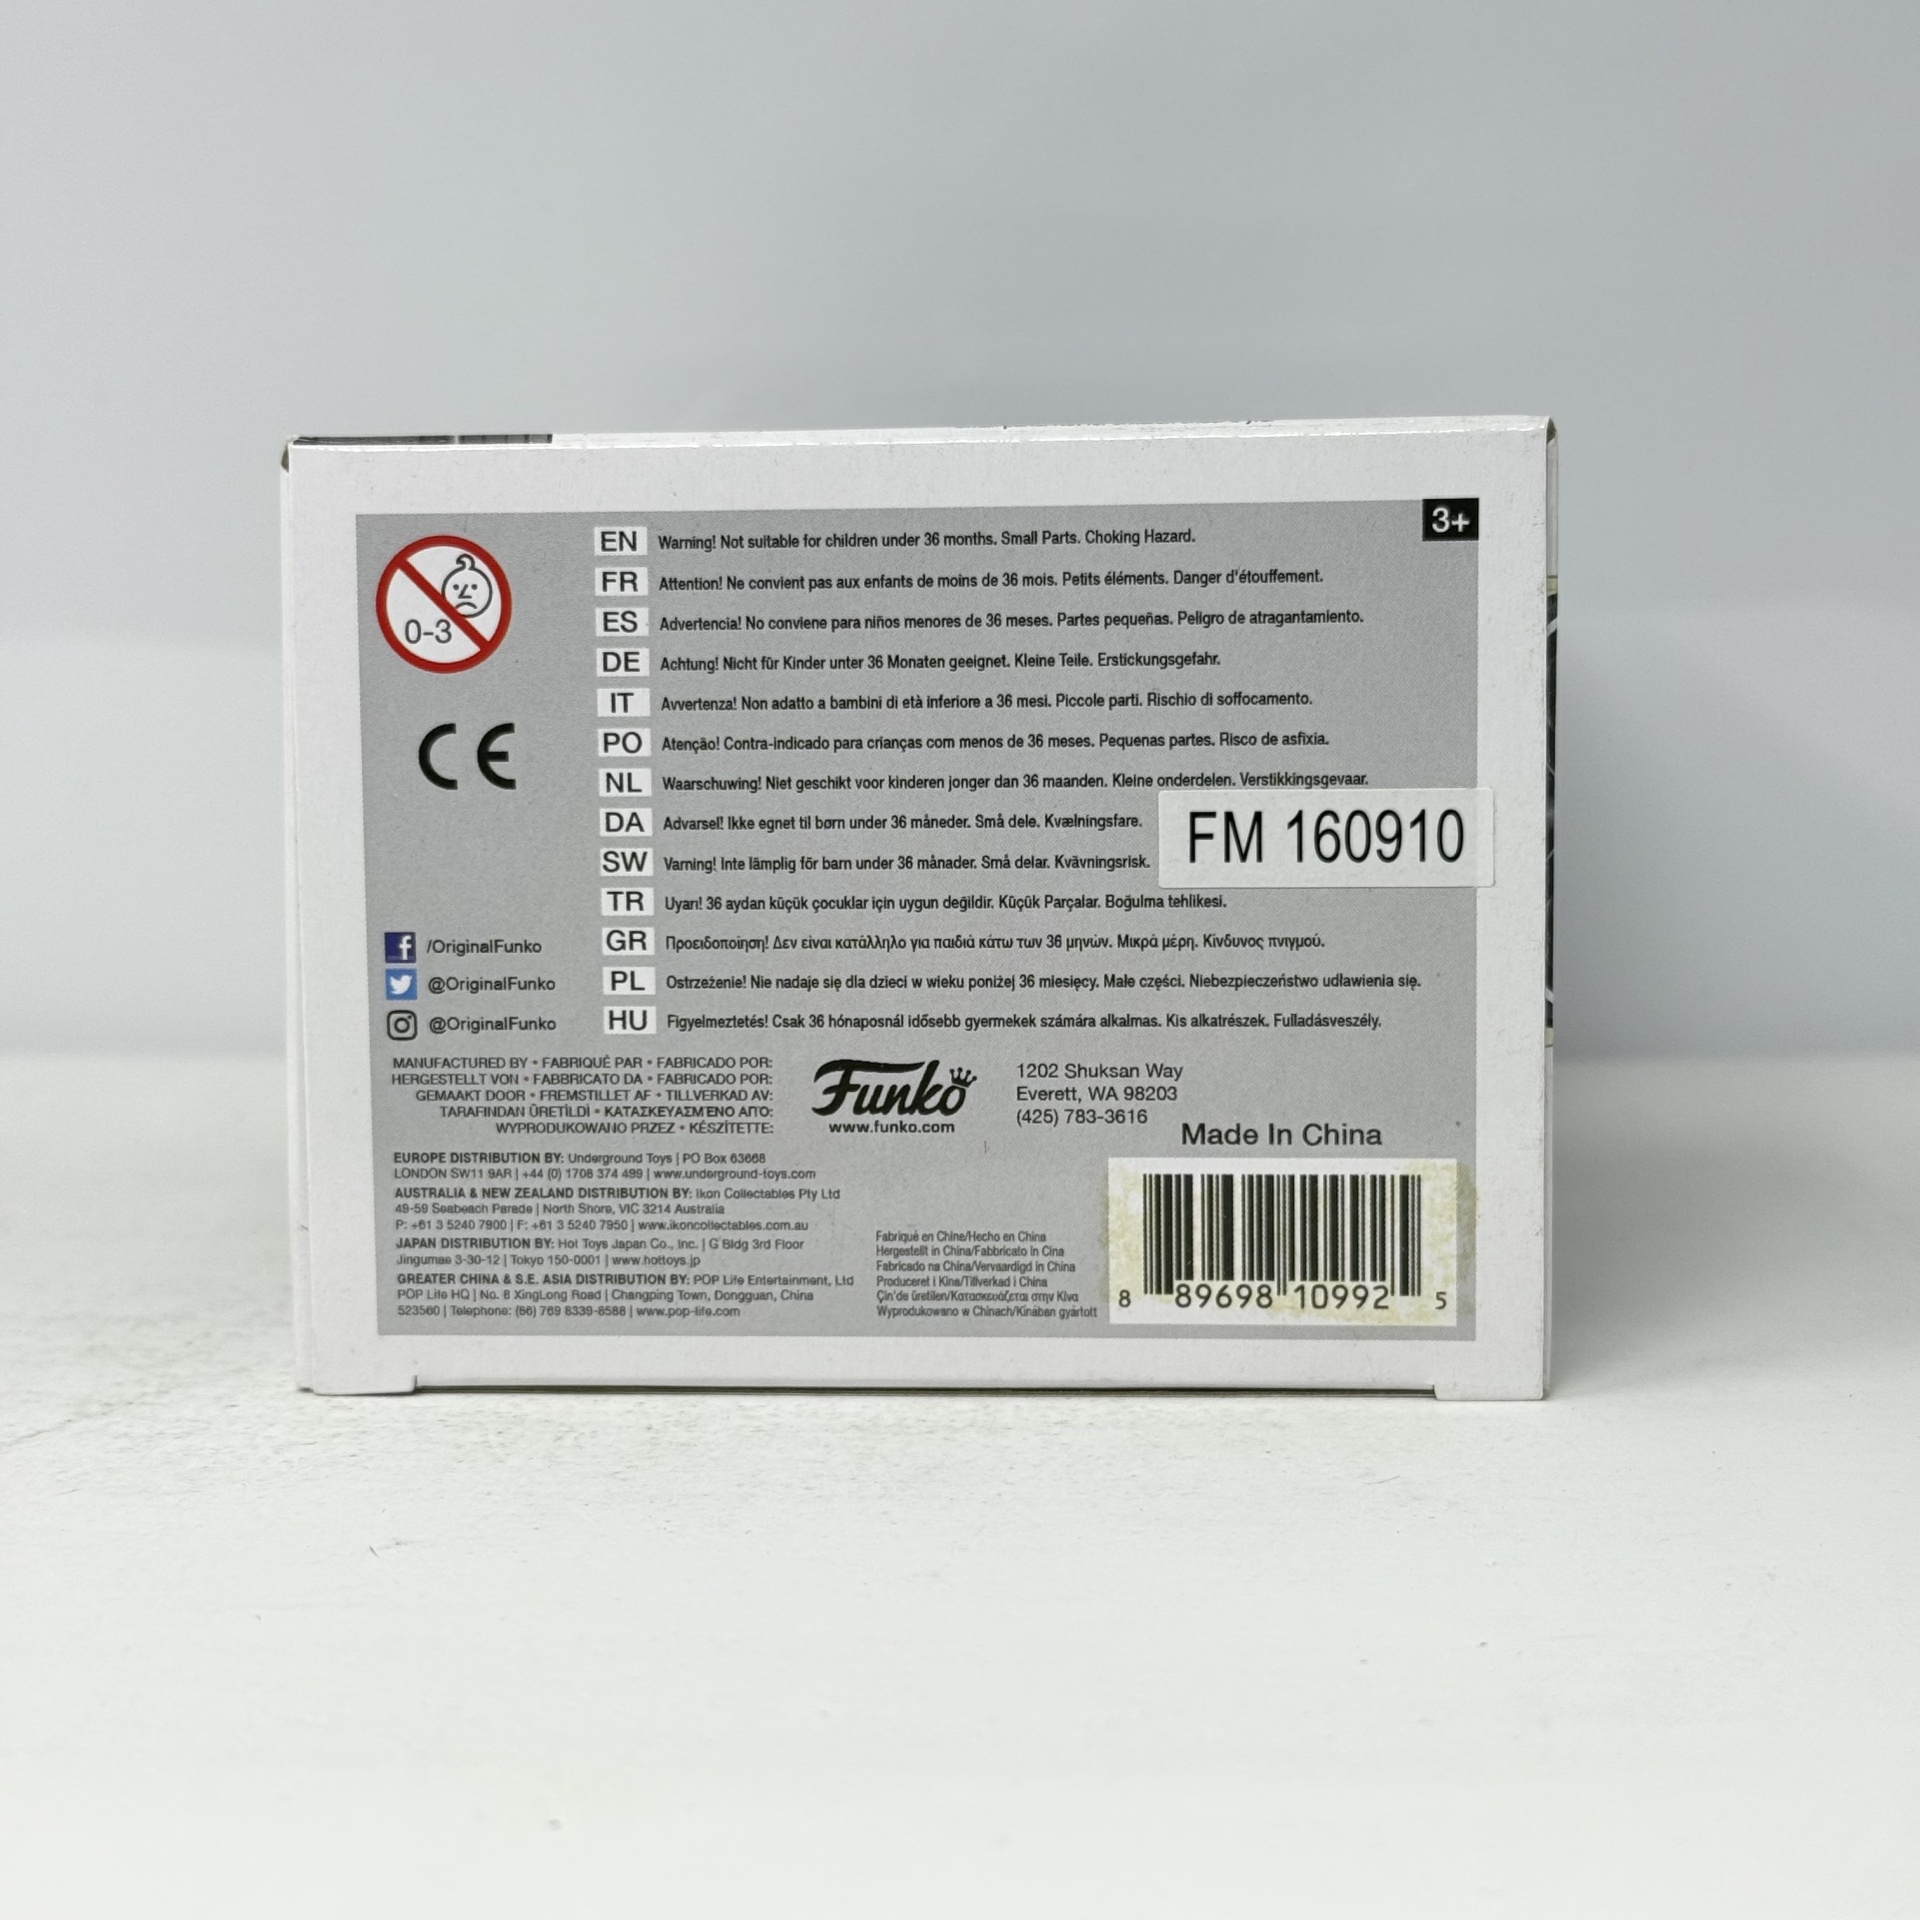 3+
0-3
EN Warning! Not suitable for children under 36 months. Small Parts. Choking Hazard.
FR Attention! Ne convient pas aux enfants de moins de 36 mois. Petits éléments. Danger d'étouffement.
ES Advertencia! No conviene para niños menores de 36 meses. Partes pequeñas. Peligro de atragantamiento.
DE Achtung! Nicht für Kinder unter 36 Monaten geeignet. Kleine Teile. Erstickungsgefahr.
IT Avvertenza! Non adatto a bambini di età inferiore a 36 mesi. Piccole parti. Rischio di soffocamento.
CE
PO Atenção! Contra-indicado para crianças com menos de 36 meses. Pequenas partes. Risco de asfixia.
NL Waarschuwing! Niet geschikt voor kinderen jonger dan 36 maanden. Kleine onderdelen. Verstikkingsgevaar.
DA Advarsel! Ikke egnet til børn under 36 måneder. Små dele. Kvælningsfare.
FM 160910
SW Varning! Inte lämplig för barn under 36 månader. Små delar. Kvävningsrisk.
TR Uyarı! 36 aydan küçük çocuklar için uygun değildir. Küçük Parçalar. Boğulma tehlikesi.
GR Προειδοποίηση! Δεν είναι κατάλληλο για παιδιά κάτω των 36 μηνών. Μικρά μέρη. Κίνδυνος πνιγμού.
PL Ostrzeżenie! Nie nadaje się dla dzieci w wieku poniżej 36 miesięcy. Małe części. Niebezpieczeństwo udławienia się.
HU Figyelmeztetés! Csak 36 hónaposnál idősebb gyermekek számára alkalmas. Kis alkatrészek. Fulladásveszély.
/OriginalFunko
@OriginalFunko
@OriginalFunko
MANUFACTURED BY • FABRIQUÉ PAR • FABRICADO POR:
HERGESTELLT VON • FABBRICATO DA • FABRICADO POR:
GEMAAKT DOOR • FREMSTILLET AF • TILLVERKAD AV:
TARAFINDAN ÜRETİLDİ • ΚΑΤΑΣΚΕΥΑΣΜΈΝΟ ΑΠΌ:
WYPRODUKOWANO PRZEZ • KÉSZÍTETTE:
Funko
www.funko.com
1202 Shuksan Way
Everett, WA 98203
(425) 783-3616
Made In China
EUROPE DISTRIBUTION BY: Underground Toys | PO Box 63668
LONDON SW11 9AR | +44 (0) 1708 374 499 | www.underground-toys.com
AUSTRALIA & NEW ZEALAND DISTRIBUTION BY: Ikon Collectables Pty Ltd
49-59 Seabeach Parade | North Shore, VIC 3214 Australia
P: +61 3 5240 7900 | F: +61 3 5240 7950 | www.ikoncollectables.com.au
JAPAN DISTRIBUTION BY: Hot Toys Japan Co., Inc. | G Bldg 3rd Floor
Jingumae 3-30-12 | Tokyo 150-0001 | www.hottoys.jp
GREATER CHINA & S.E. ASIA DISTRIBUTION BY: POP Life Entertainment, Ltd
POP Life HQ | No. 8 XingLong Road | Changping Town, Dongguan, China
523560 | Telephone: (86) 769 8339-8588 | www.pop-life.com
Fabriqué en Chine/Hecho en China
Hergestellt in China/Fabbricato in Cina
Fabricado na China/Vervaardigd in China
Produceret i Kina/Tillverkad i China
Çin'de üretilen/Κατασκευάζεται στην Κίνα
Wyprodukowano w Chinach/Kínában gyártott
8 89698 10992 5